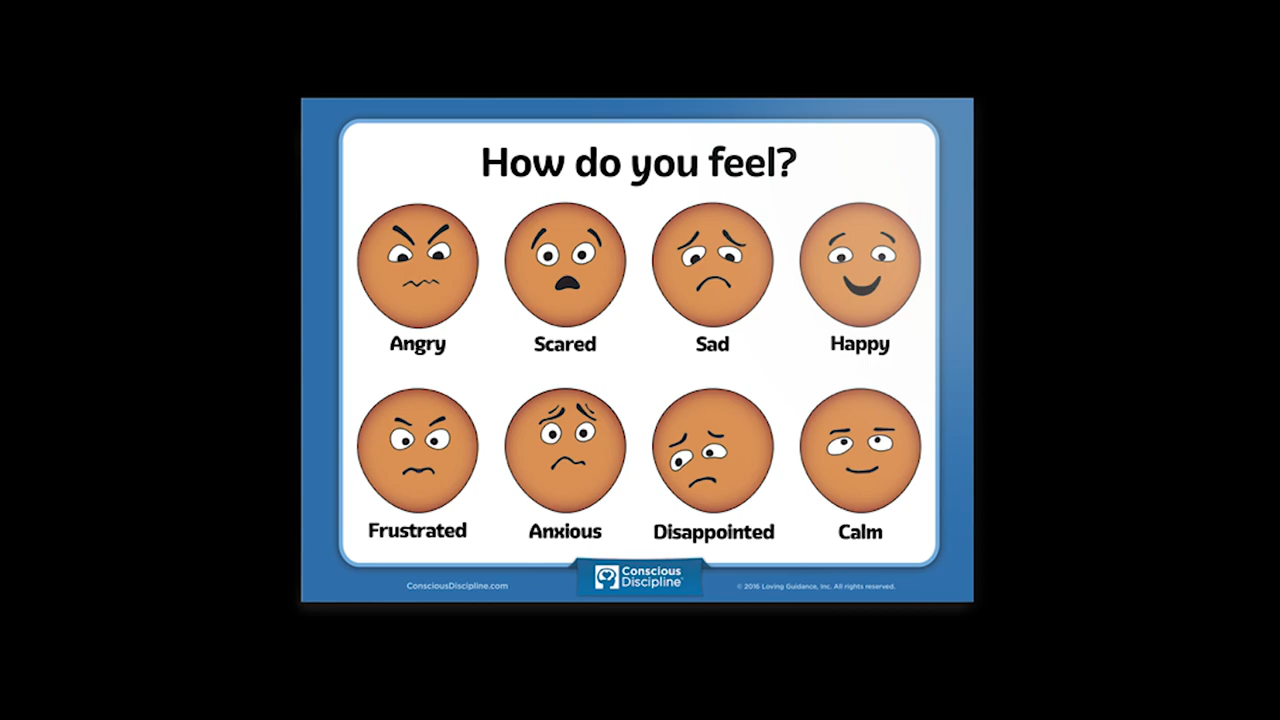 How do you feel?
Angry
Scared
Sad
Happy
Frustrated
Anxious
Disappointed
Calm
ConsciousDiscipline.com
Conscious
Discipline®
© 2016 Loving Guidance, Inc. All rights reserved.